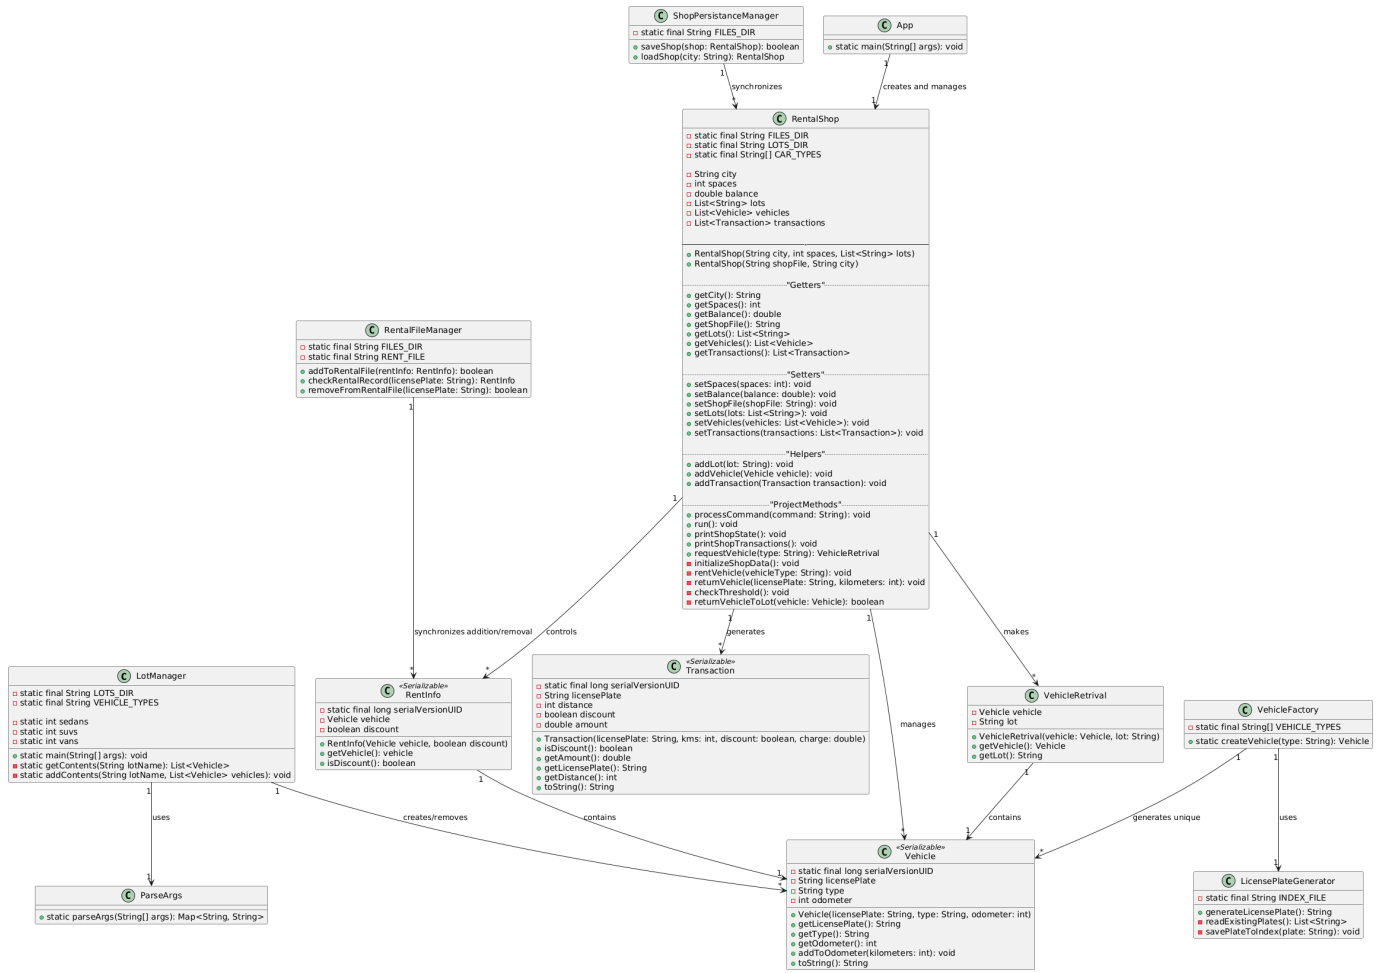 ShopPersistanceManager
static final String FILES_DIR
saveShop(shop: RentalShop): boolean
loadShop(city: String): RentalShop
App
static main(String[] args): void
1
synchronizes
*
1
creates and manages
1
RentalShop
static final String FILES_DIR
static final String LOTS_DIR
static final String[] CAR_TYPES
String city
int spaces
double balance
List<String> lots
List<Vehicle> vehicles
List<Transaction> transactions
RentalShop(String city, int spaces, List<String> lots)
RentalShop(String shopFile, String city)
"Getters"
getCity(): String
getSpaces(): int
getBalance(): double
getShopFile(): String
getLots(): List<String>
getVehicles(): List<Vehicle>
getTransactions(): List<Transaction>
"Setters"
setSpaces(spaces: int): void
setBalance(balance: double): void
setShopFile(shopFile: String): void
setLots(lots: List<String>): void
setVehicles(vehicles: List<Vehicle>): void
setTransactions(transactions: List<Transaction>): void
"Helpers"
addLot(lot: String): void
addVehicle(Vehicle vehicle): void
addTransaction(Transaction transaction): void
"ProjectMethods"
processCommand(command: String): void
run(): void
printShopState(): void
printShopTransactions(): void
requestVehicle(type: String): VehicleRetrival
initializeShopData(): void
rentVehicle(vehicleType: String): void
returnVehicle(licensePlate: String, kilometers: int): void
checkThreshold(): void
returnVehicleToLot(vehicle: Vehicle): boolean
RentalFileManager
static final String FILES_DIR
static final String RENT_FILE
addToRentalFile(rentInfo: RentInfo): boolean
checkRentalRecord(licensePlate: String): RentInfo
removeFromRentalFile(licensePlate: String): boolean
1
synchronizes addition/removal
*
1
controls
*
1
generates
*
1
manages
*
1
makes
*
LotManager
static final String LOTS_DIR
static final String VEHICLE_TYPES
static int sedans
static int suvs
static int vans
static main(String[] args): void
static getContents(String lotName): List<Vehicle>
static addContents(String lotName, List<Vehicle> vehicles): void
«Serializable»
RentInfo
static final long serialVersionUID
Vehicle vehicle
boolean discount
RentInfo(Vehicle vehicle, boolean discount)
getVehicle(): vehicle
isDiscount(): boolean
«Serializable»
Transaction
static final long serialVersionUID
String licensePlate
int distance
boolean discount
double amount
Transaction(licensePlate: String, kms: int, discount: boolean, charge: double)
isDiscount(): boolean
getAmount(): double
getLicensePlate(): String
getDistance(): int
toString(): String
VehicleRetrival
Vehicle vehicle
String lot
VehicleRetrival(vehicle: Vehicle, lot: String)
getVehicle(): Vehicle
getLot(): String
VehicleFactory
static final String[] VEHICLE_TYPES
static createVehicle(type: String): Vehicle
1
uses
1
1
creates/removes
*
1
contains
1
1
contains
1
1
generates unique
*
1
uses
1
ParseArgs
static parseArgs(String[] args): Map<String, String>
«Serializable»
Vehicle
static final long serialVersionUID
String licensePlate
String type
int odometer
Vehicle(licensePlate: String, type: String, odometer: int)
getLicensePlate(): String
getType(): String
getOdometer(): int
addToOdometer(kilometers: int): void
toString(): String
LicensePlateGenerator
static final String INDEX_FILE
generateLicensePlate(): String
readExistingPlates(): List<String>
savePlateToIndex(plate: String): void